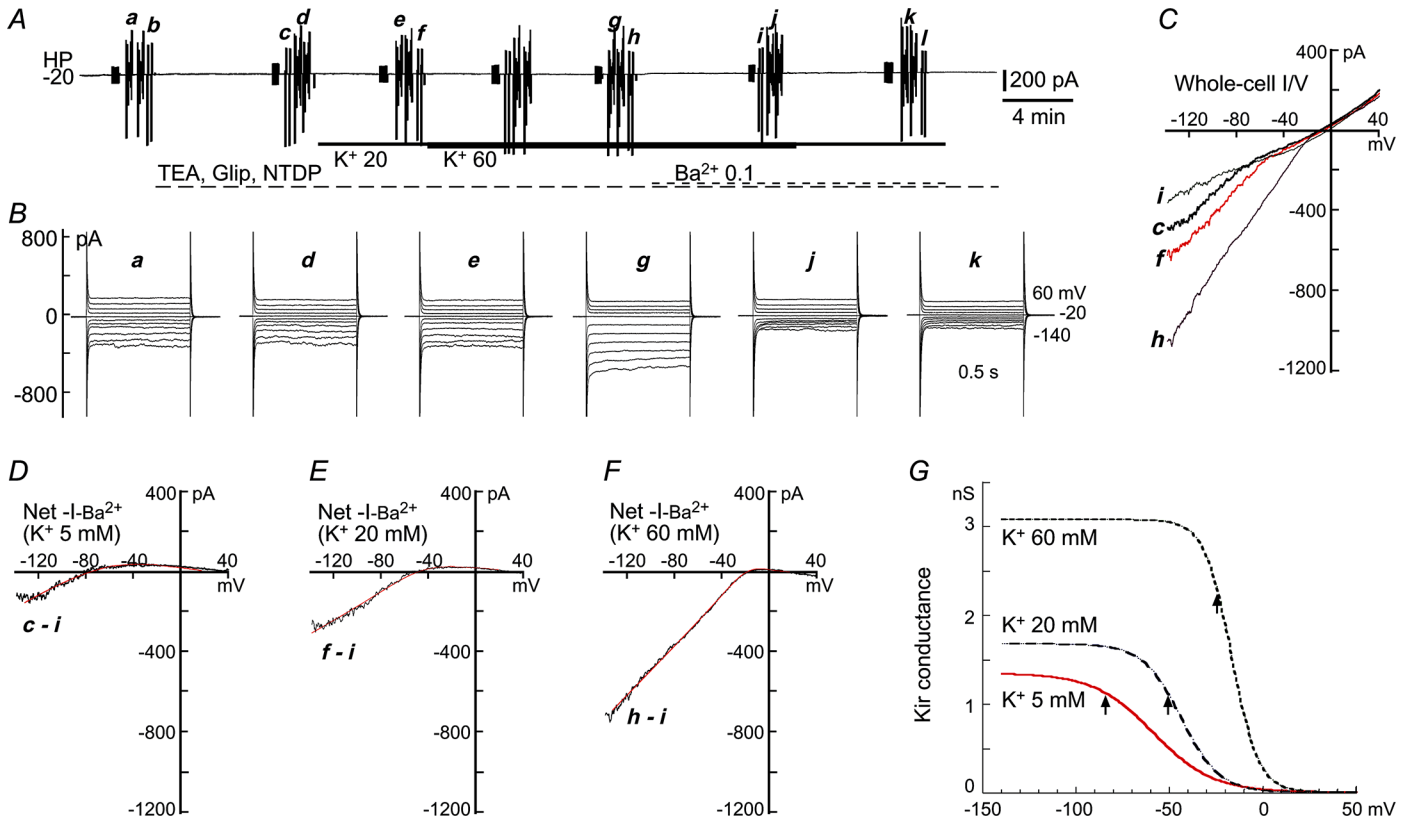 A
a b c d e f g h i j k l
HP
-20
200 pA
4 min
K⁺ 20
K⁺ 60
TEA, Glip, NTDP
Ba²⁺ 0.1
B
800 pA
0
-800
a d e g j k
60 mV
-20
-140
0.5 s
C
400 pA
Whole-cell I/V
-120 -80 -40 40
mV
i
c
f
h
-400
-800
-1200
D
400 pA
Net -I-Ba²⁺
(K⁺ 5 mM)
-120 -80 -40 40
mV
c - i
-400
-800
-1200
E
400 pA
Net -I-Ba²⁺
(K⁺ 20 mM)
-120 -80 -40 40
mV
f - i
-400
-800
-1200
F
400 pA
Net -I-Ba²⁺
(K⁺ 60 mM)
-120 -80 -40 40
mV
h - i
-400
-800
-1200
G
nS
3
K⁺ 60 mM
2
K⁺ 20 mM
K⁺ 5 mM
1
0
Kir conductance
-150 -100 -50 0 50 mV